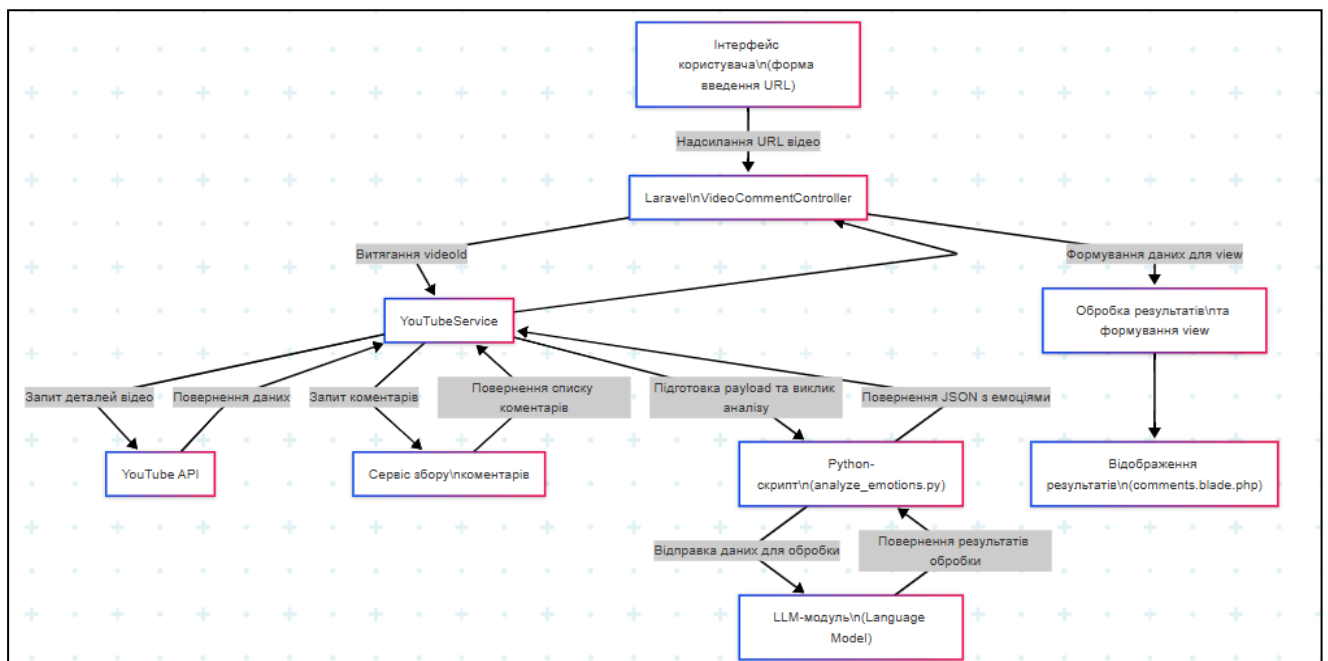 Інтерфейс
користувача\n(форма
введення URL)
Надсилання URL відео
Laravel\nVideoCommentController
Витягання videoId
Формування даних для view
YouTubeService
Обробка результатів\nта
формування view
Запит деталей відео
Повернення даних
Запит коментарів
Повернення списку
коментарів
Підготовка payload та виклик
аналізу
Повернення JSON з емоціями
YouTube API
Сервіс збору\nкоментарів
Python-
скрипт\n(analyze_emotions.py)
Відображення
результатів\n(comments.blade.php)
Відправка даних для обробки
Повернення результатів
обробки
LLM-модуль\n(Language
Model)